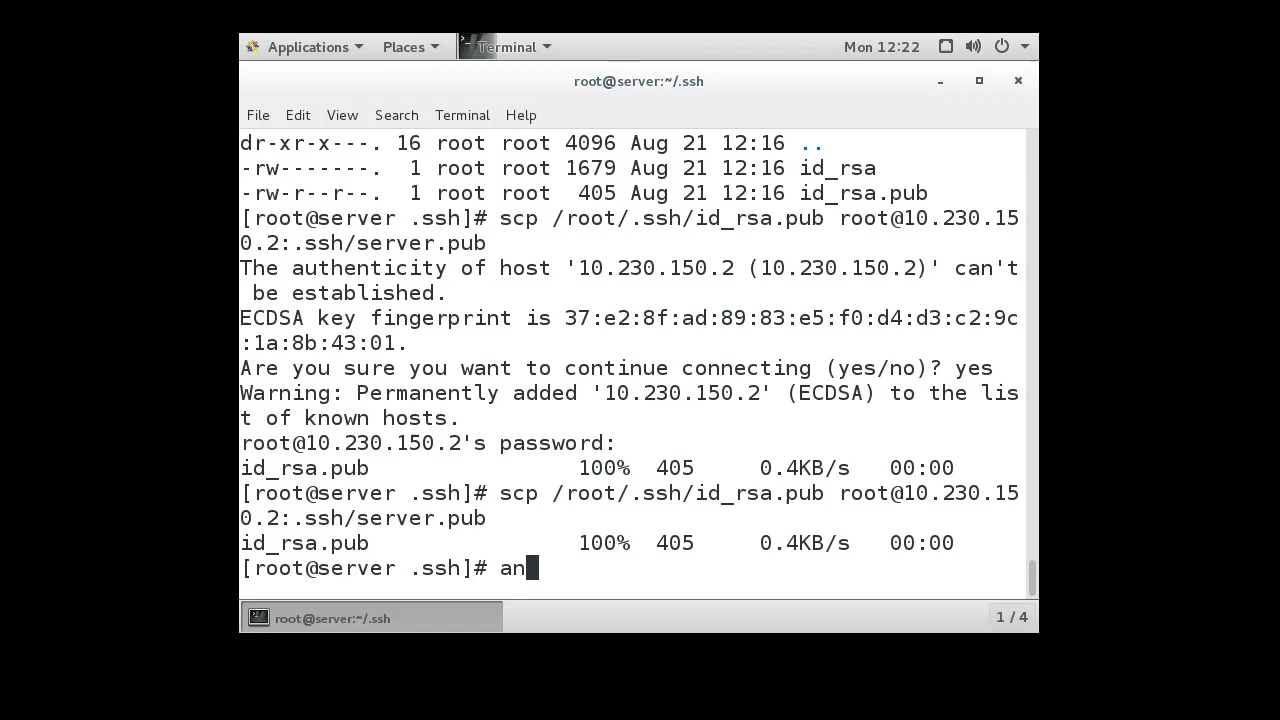 Applications Places Terminal Mon 12:22
root@server:~/.ssh
File Edit View Search Terminal Help
dr-xr-x---. 16 root root 4096 Aug 21 12:16 ..
-rw-------.  1 root root 1679 Aug 21 12:16 id_rsa
-rw-r--r--.  1 root root  405 Aug 21 12:16 id_rsa.pub
[root@server .ssh]# scp /root/.ssh/id_rsa.pub root@10.230.15
0.2:.ssh/server.pub
The authenticity of host '10.230.150.2 (10.230.150.2)' can't
 be established.
ECDSA key fingerprint is 37:e2:8f:ad:89:83:e5:f0:d4:d3:c2:9c
:1a:8b:43:01.
Are you sure you want to continue connecting (yes/no)? yes
Warning: Permanently added '10.230.150.2' (ECDSA) to the lis
t of known hosts.
root@10.230.150.2's password:
id_rsa.pub                100%  405     0.4KB/s   00:00
[root@server .ssh]# scp /root/.ssh/id_rsa.pub root@10.230.15
0.2:.ssh/server.pub
id_rsa.pub                100%  405     0.4KB/s   00:00
[root@server .ssh]# an
root@server:~/.ssh 1 / 4